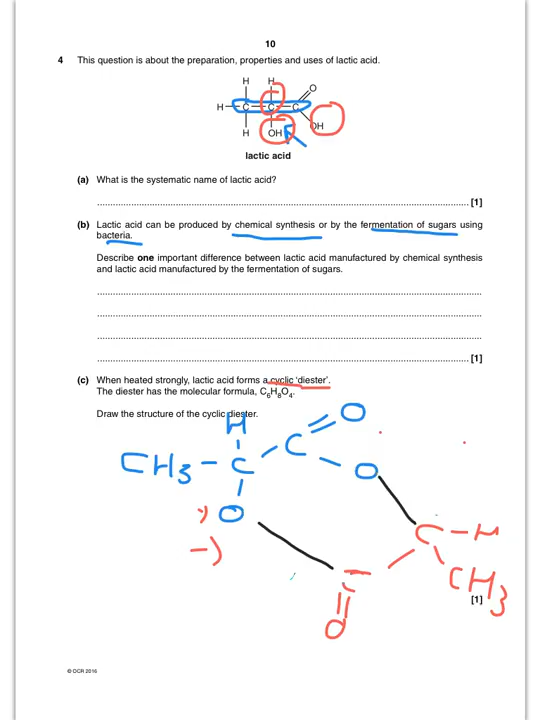 10
4 This question is about the preparation, properties and uses of lactic acid.
H H O
H C C C
H OH OH
lactic acid
(a) What is the systematic name of lactic acid?
.......................................................................................................................... [1]
(b) Lactic acid can be produced by chemical synthesis or by the fermentation of sugars using
bacteria.
Describe one important difference between lactic acid manufactured by chemical synthesis
and lactic acid manufactured by the fermentation of sugars.
..........................................................................................................................
..........................................................................................................................
..........................................................................................................................
.......................................................................................................................... [1]
(c) When heated strongly, lactic acid forms a cyclic ‘diester’.
The diester has the molecular formula, C6H8O4.
Draw the structure of the cyclic diester.
H C O
CH3 – C O
O C – H
C CH3
O
[1]
© OCR 2016